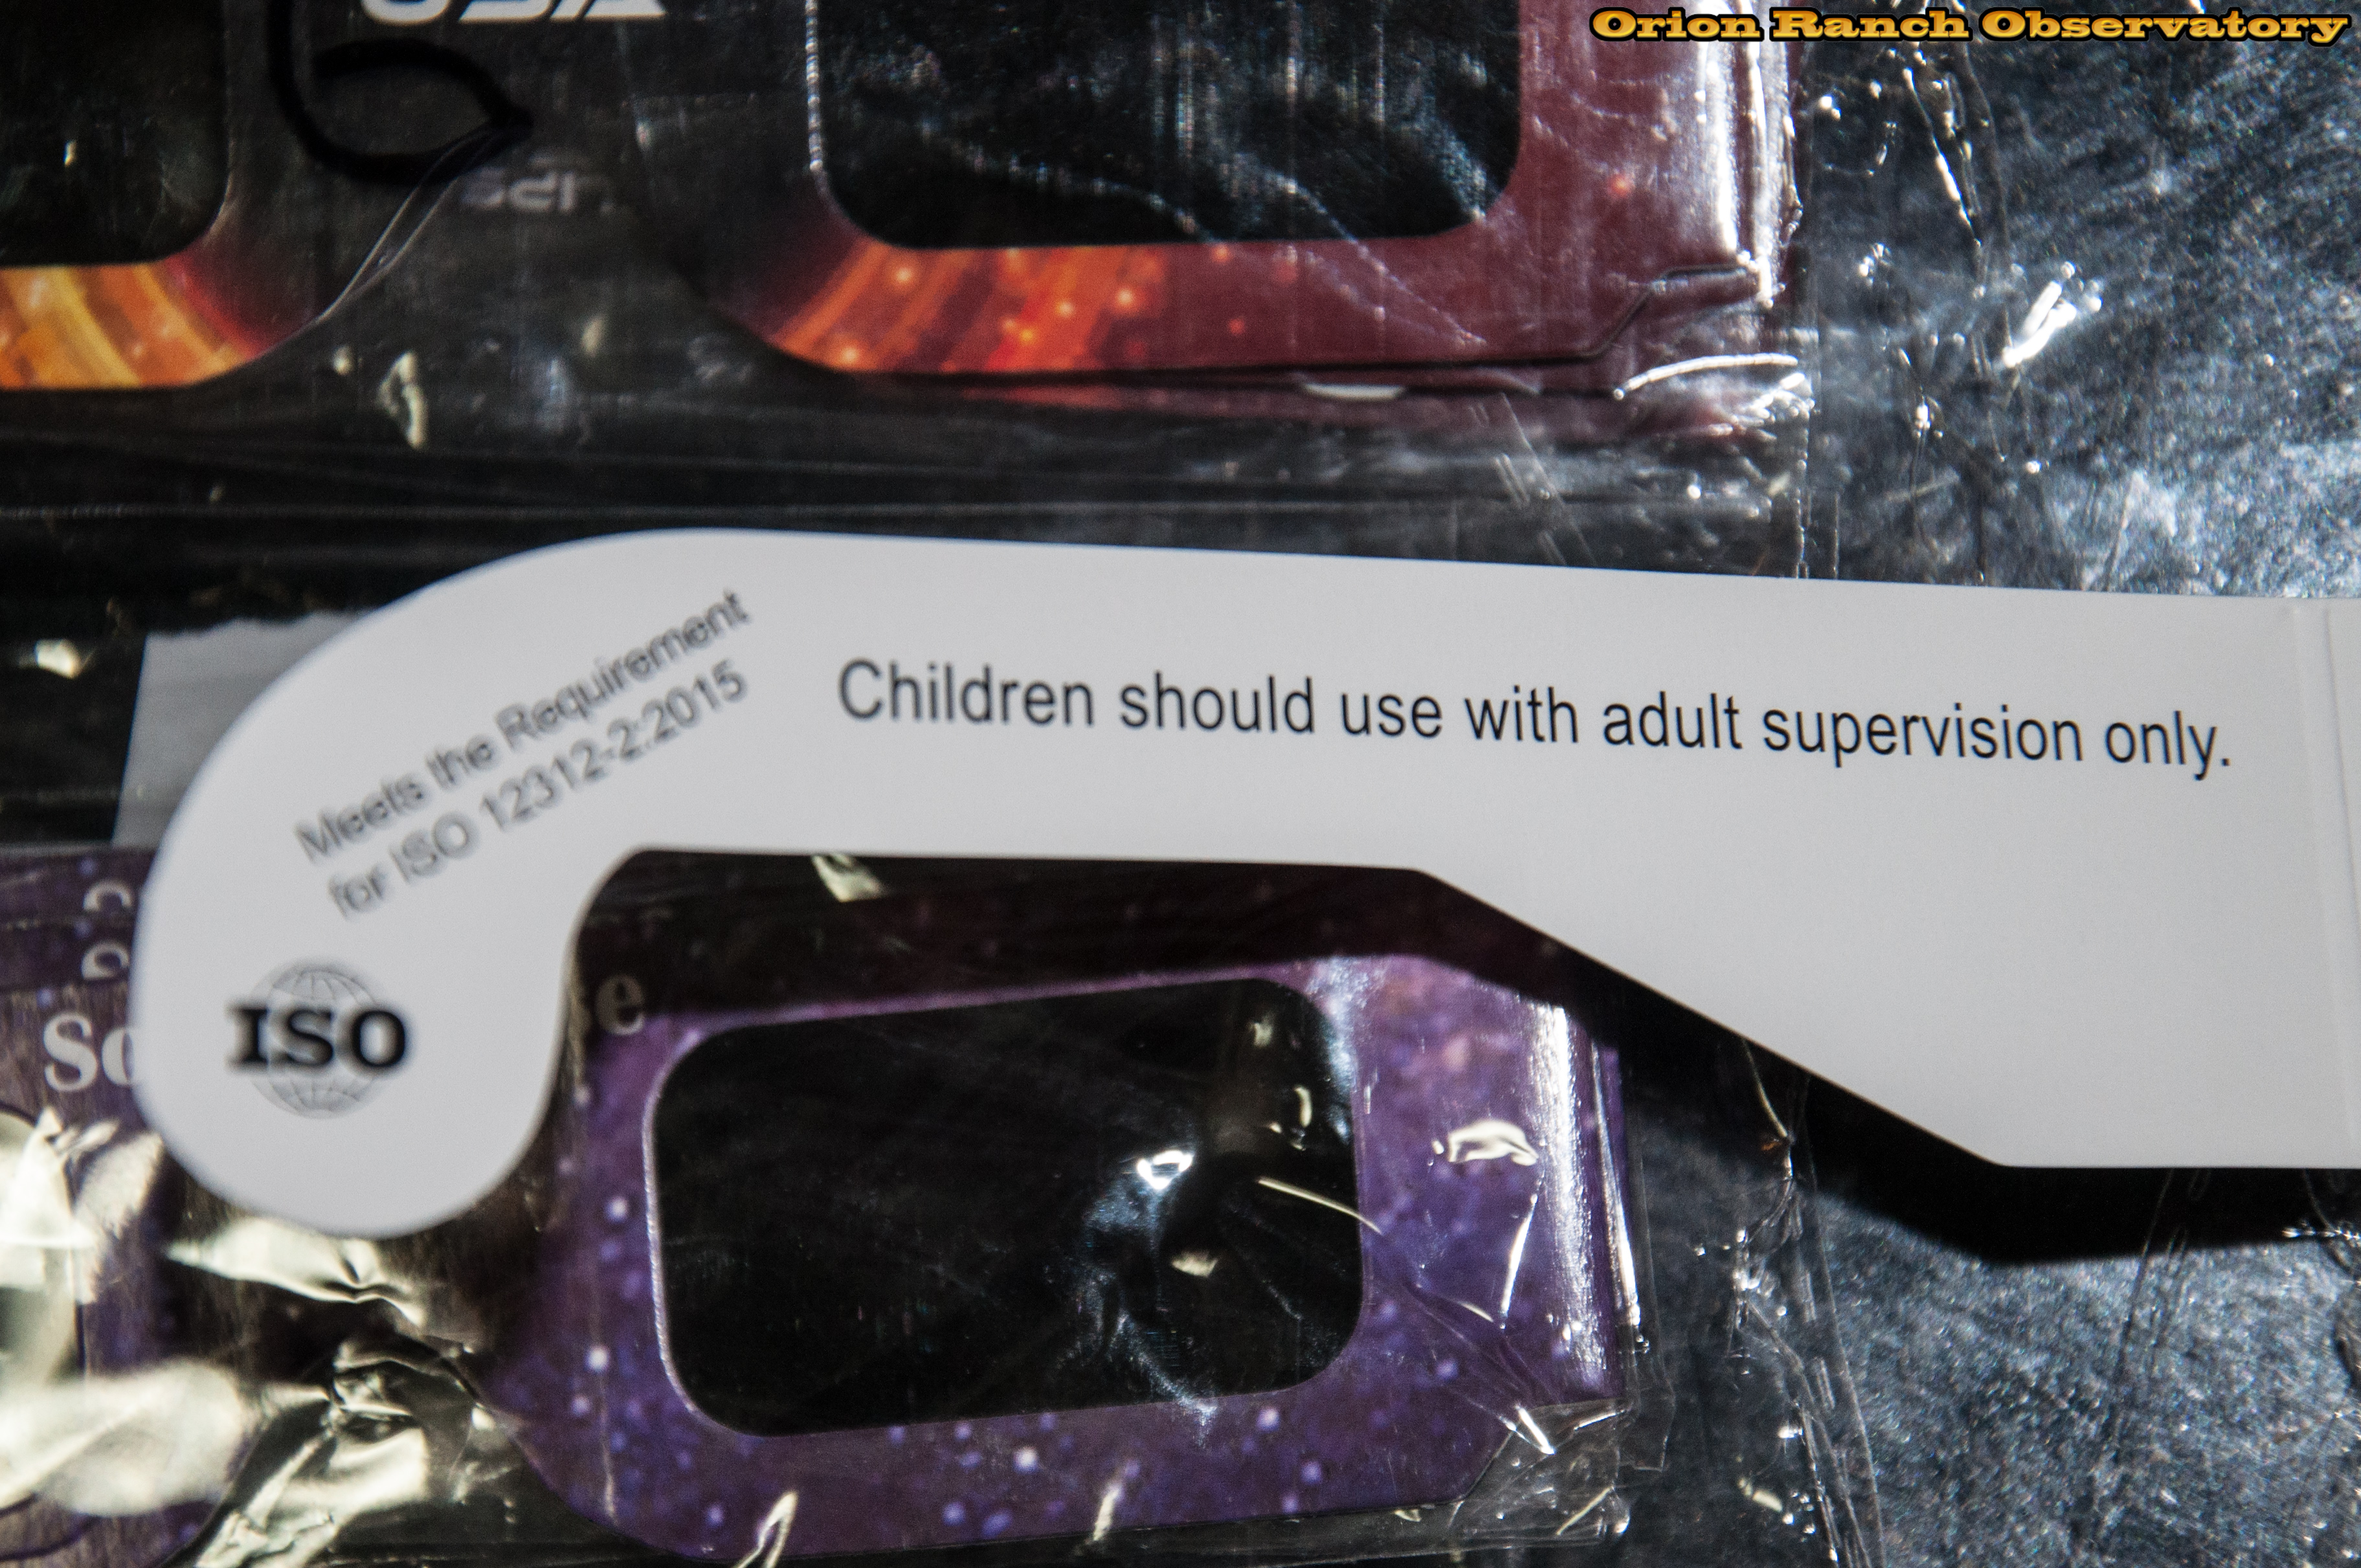 Orion Ranch Observatory
USA
Meets the Requirement
for ISO 12312-2:2015
Children should use with adult supervision only.
ISO